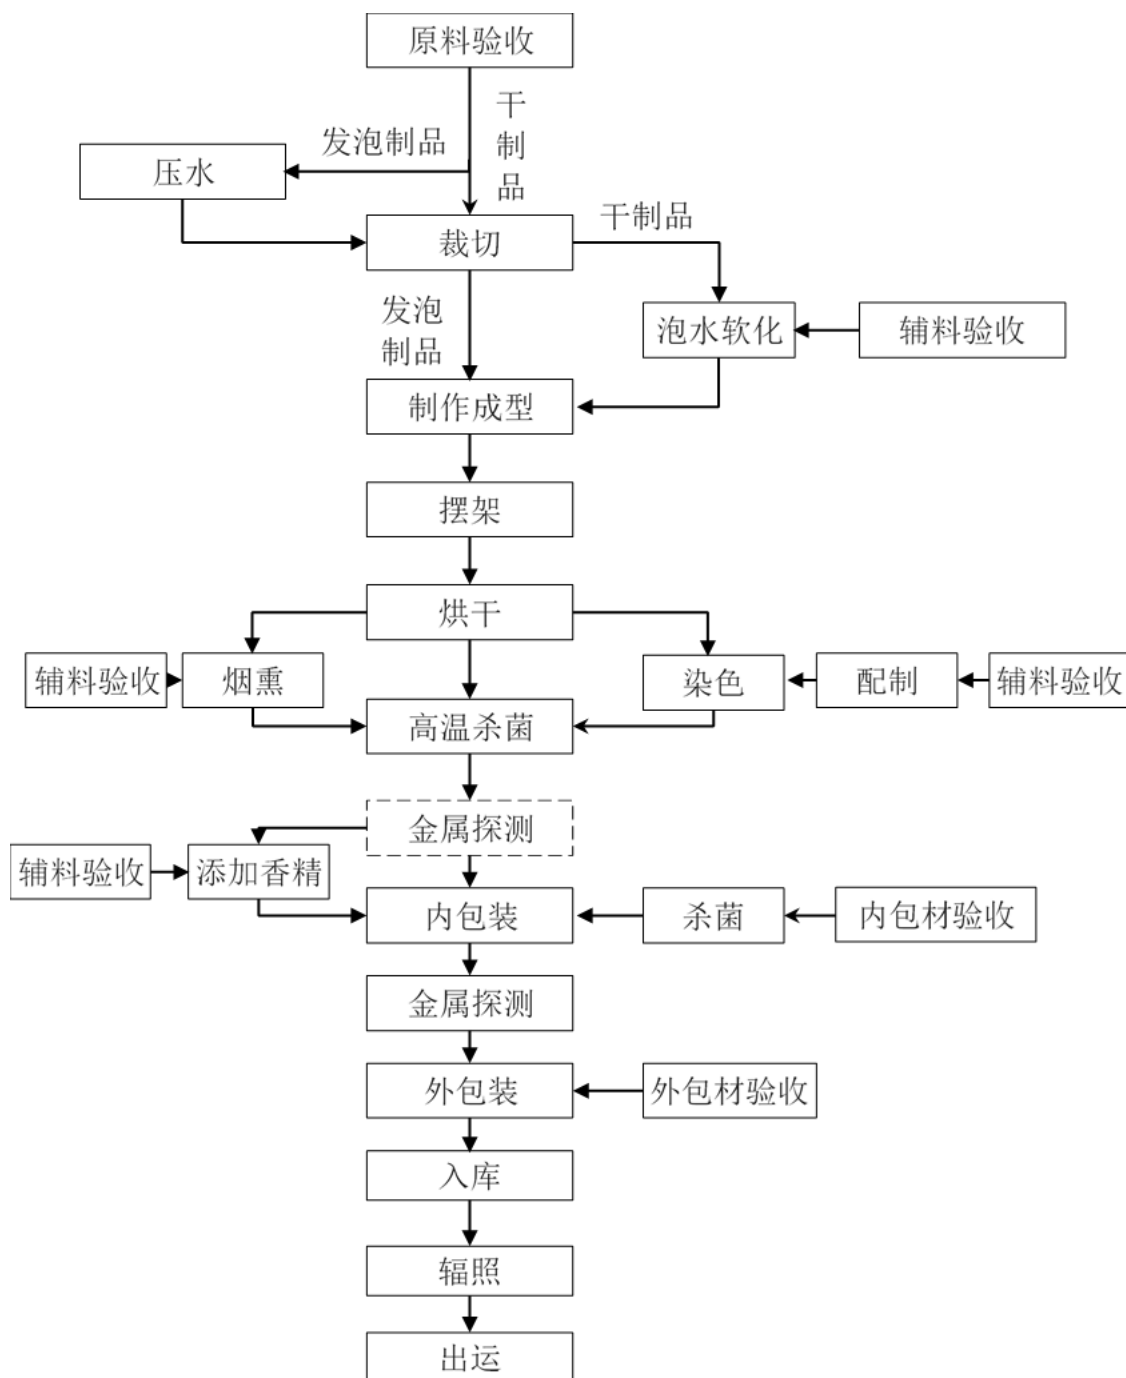 原料验收
干
制
品
发泡制品
压水
裁切
干制品
发泡
制品
泡水软化
辅料验收
制作成型
摆架
烘干
辅料验收
烟熏
染色
配制
辅料验收
高温杀菌
金属探测
辅料验收
添加香精
内包装
杀菌
内包材验收
金属探测
外包装
外包材验收
入库
辐照
出运